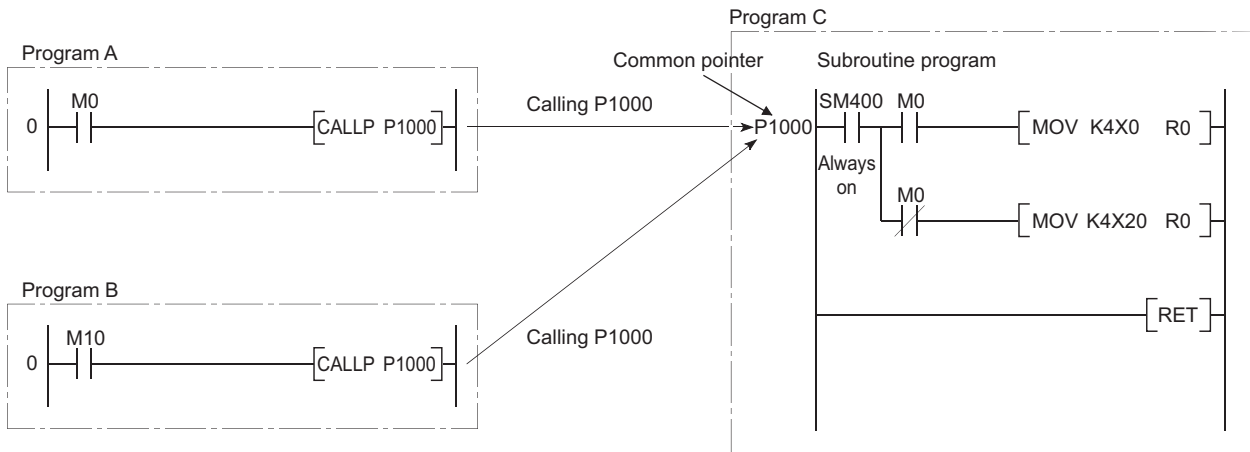 Program A
M0
0
CALLP P1000
Calling P1000
Program B
M10
0
CALLP P1000
Calling P1000
Program C
Common pointer
Subroutine program
P1000
SM400 M0
MOV K4X0 R0
Always
on
M0
MOV K4X20 R0
RET